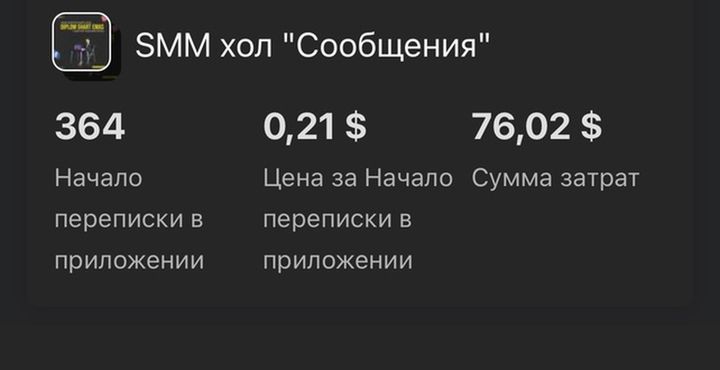 SMM хол "Сообщения"
364 0,21 $ 76,02 $
Начало Цена за Начало Сумма затрат
переписки в переписки в
приложении приложении